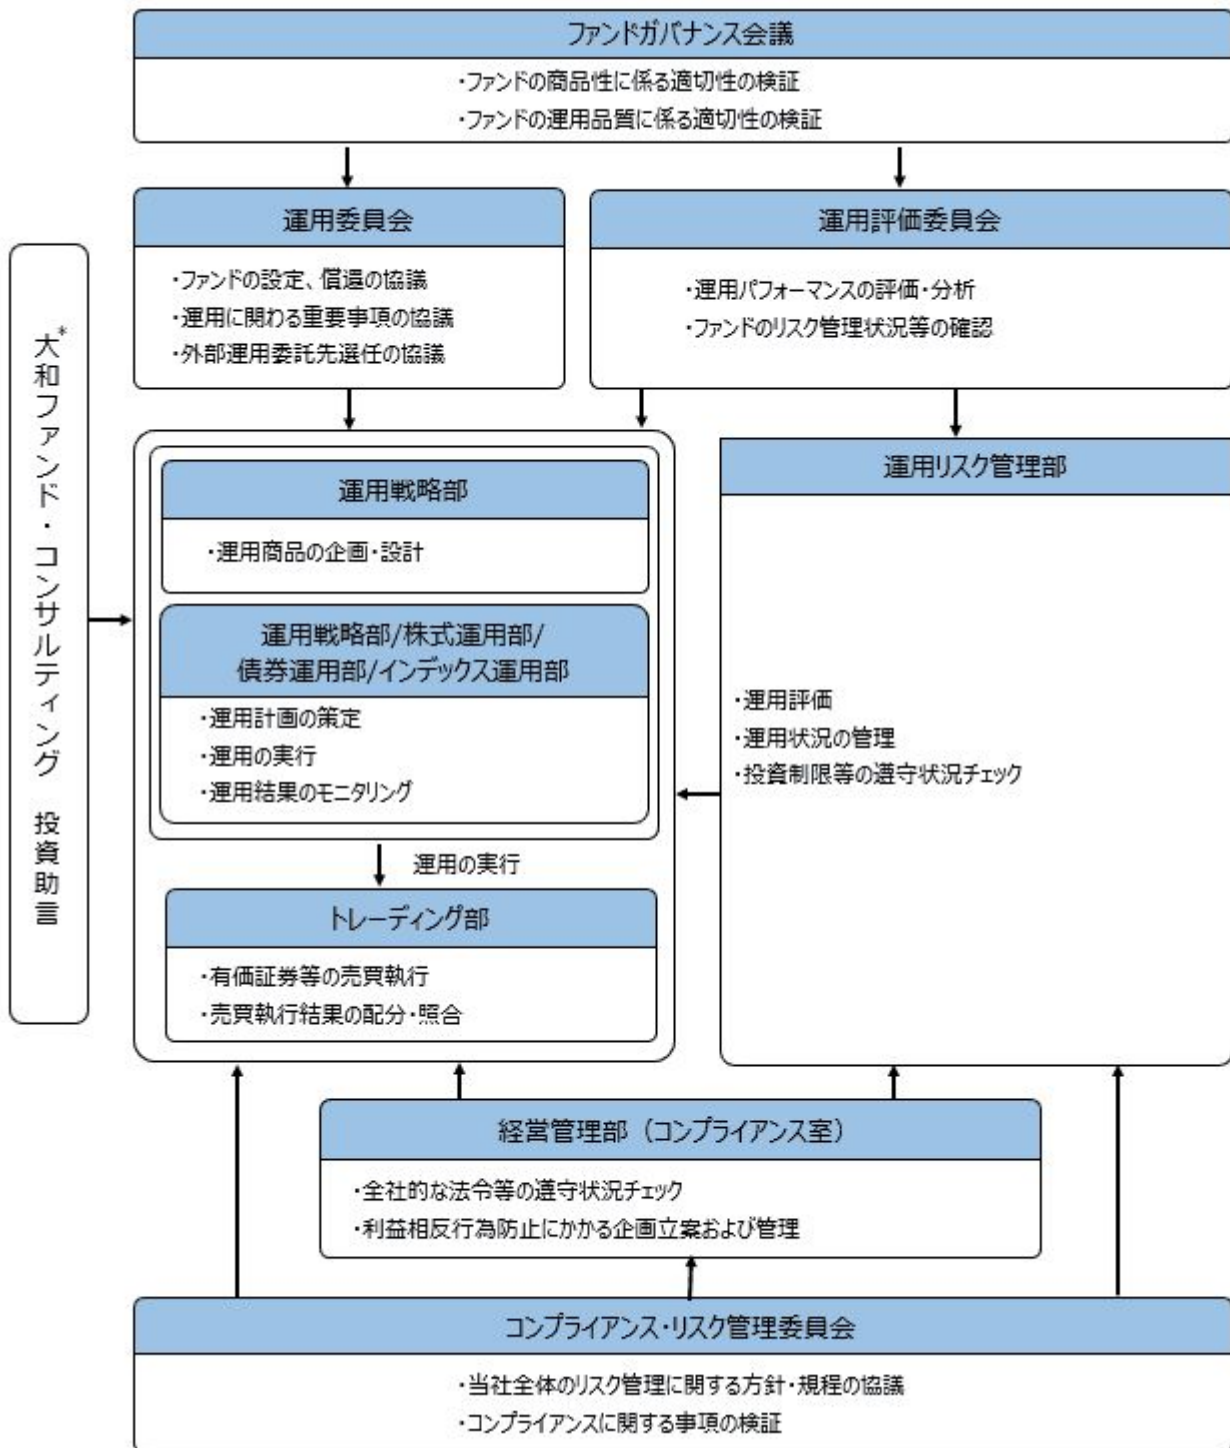 ファンドガバナンス会議
・ファンドの商品性に係る適切性の検証
・ファンドの運用品質に係る適切性の検証
運用委員会
・ファンドの設定、償還の協議
・運用に関わる重要事項の協議
・外部運用委託先選任の協議
運用評価委員会
・運用パフォーマンスの評価・分析
・ファンドのリスク管理状況等の確認
大和ファンド・コンサルティング 投資助言
*
運用戦略部
・運用商品の企画・設計
運用戦略部/株式運用部/
債券運用部/インデックス運用部
・運用計画の策定
・運用の実行
・運用結果のモニタリング
運用の実行
トレーディング部
・有価証券等の売買執行
・売買執行結果の配分・照合
運用リスク管理部
・運用評価
・運用状況の管理
・投資制限等の遵守状況チェック
経営管理部（コンプライアンス室）
・全社的な法令等の遵守状況チェック
・利益相反行為防止にかかる企画立案および管理
コンプライアンス・リスク管理委員会
・当社全体のリスク管理に関する方針・規程の協議
・コンプライアンスに関する事項の検証